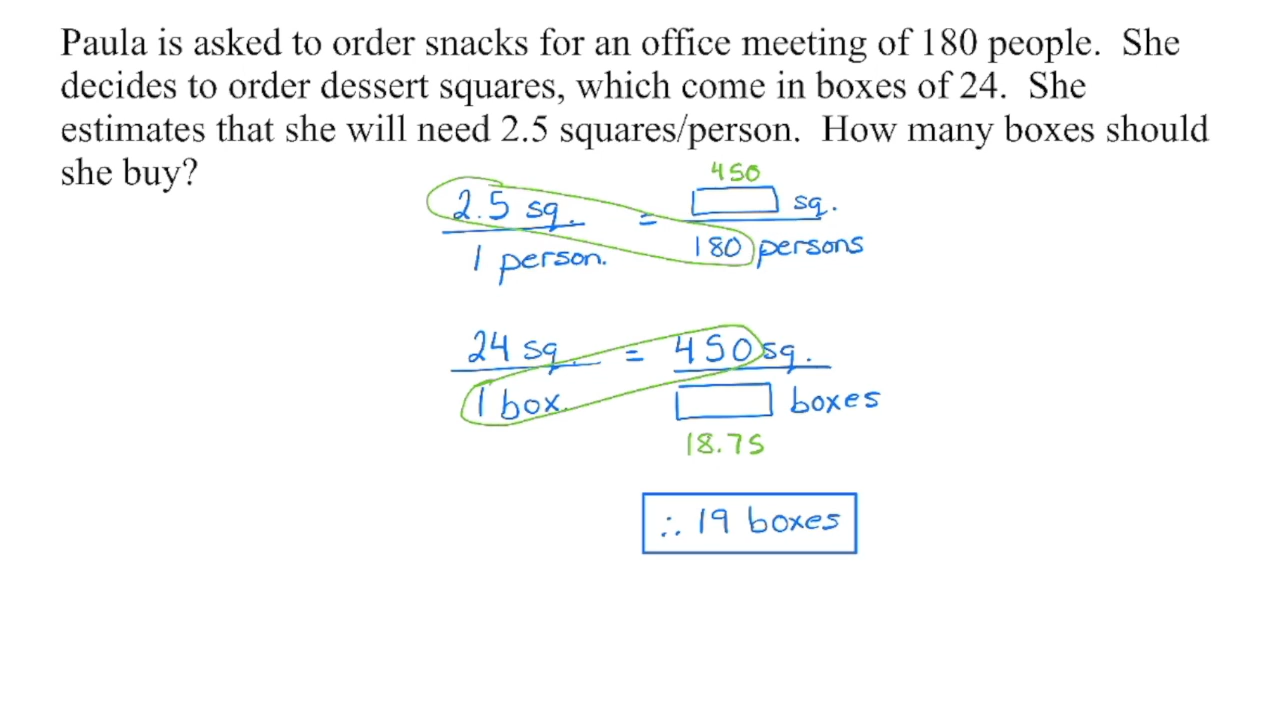 Paula is asked to order snacks for an office meeting of 180 people. She
decides to order dessert squares, which come in boxes of 24. She
estimates that she will need 2.5 squares/person. How many boxes should
she buy?
450
2.5 sq. = sq.
1 person. 180 persons
24 sq. = 450 sq.
1 box. boxes
18.75
∴ 19 boxes